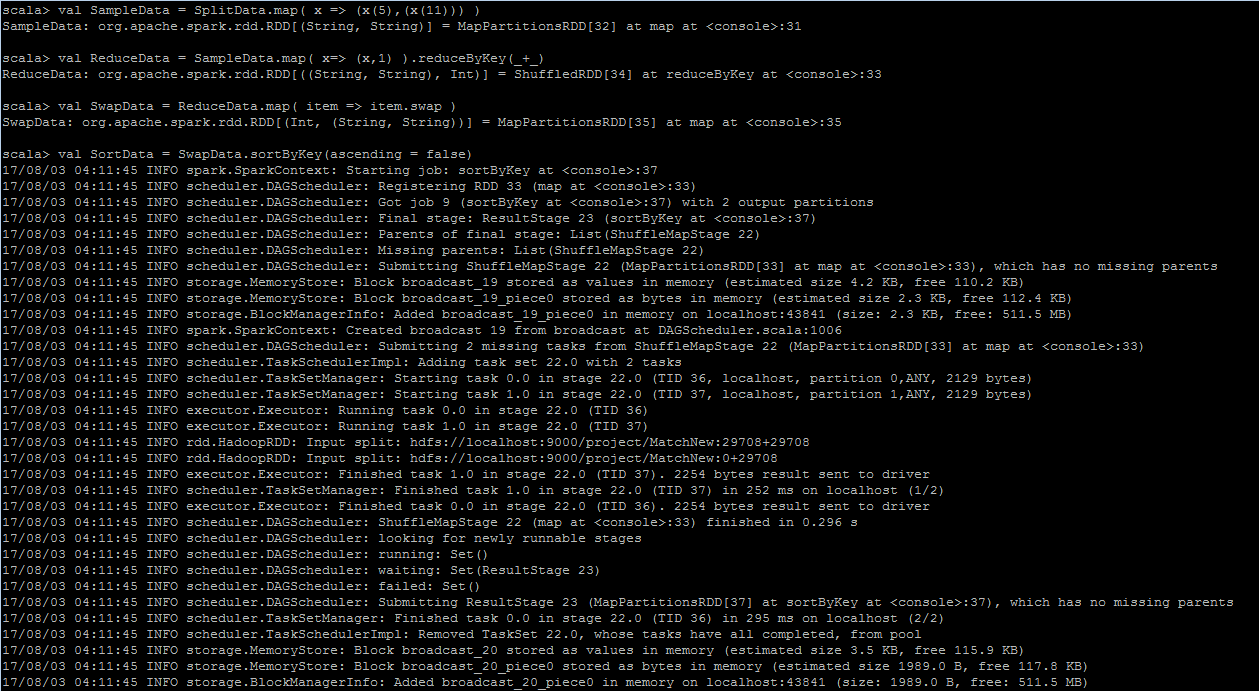 scala> val SampleData = SplitData.map( x => (x(5),(x(11))) )
SampleData: org.apache.spark.rdd.RDD[(String, String)] = MapPartitionsRDD[32] at map at <console>:31
scala> val ReduceData = SampleData.map( x=> (x,1) ).reduceByKey(_+_)
ReduceData: org.apache.spark.rdd.RDD[((String, String), Int)] = ShuffledRDD[34] at reduceByKey at <console>:33
scala> val SwapData = ReduceData.map( item => item.swap )
SwapData: org.apache.spark.rdd.RDD[(Int, (String, String))] = MapPartitionsRDD[35] at map at <console>:35
scala> val SortData = SwapData.sortByKey(ascending = false)
17/08/03 04:11:45 INFO spark.SparkContext: Starting job: sortByKey at <console>:37
17/08/03 04:11:45 INFO scheduler.DAGScheduler: Registering RDD 33 (map at <console>:33)
17/08/03 04:11:45 INFO scheduler.DAGScheduler: Got job 9 (sortByKey at <console>:37) with 2 output partitions
17/08/03 04:11:45 INFO scheduler.DAGScheduler: Final stage: ResultStage 23 (sortByKey at <console>:37)
17/08/03 04:11:45 INFO scheduler.DAGScheduler: Parents of final stage: List(ShuffleMapStage 22)
17/08/03 04:11:45 INFO scheduler.DAGScheduler: Missing parents: List(ShuffleMapStage 22)
17/08/03 04:11:45 INFO scheduler.DAGScheduler: Submitting ShuffleMapStage 22 (MapPartitionsRDD[33] at map at <console>:33), which has no missing parents
17/08/03 04:11:45 INFO storage.MemoryStore: Block broadcast_19 stored as values in memory (estimated size 4.2 KB, free 110.2 KB)
17/08/03 04:11:45 INFO storage.MemoryStore: Block broadcast_19_piece0 stored as bytes in memory (estimated size 2.3 KB, free 112.4 KB)
17/08/03 04:11:45 INFO storage.BlockManagerInfo: Added broadcast_19_piece0 in memory on localhost:43841 (size: 2.3 KB, free: 511.5 MB)
17/08/03 04:11:45 INFO spark.SparkContext: Created broadcast 19 from broadcast at DAGScheduler.scala:1006
17/08/03 04:11:45 INFO scheduler.DAGScheduler: Submitting 2 missing tasks from ShuffleMapStage 22 (MapPartitionsRDD[33] at map at <console>:33)
17/08/03 04:11:45 INFO scheduler.TaskSchedulerImpl: Adding task set 22.0 with 2 tasks
17/08/03 04:11:45 INFO scheduler.TaskSetManager: Starting task 0.0 in stage 22.0 (TID 36, localhost, partition 0,ANY, 2129 bytes)
17/08/03 04:11:45 INFO scheduler.TaskSetManager: Starting task 1.0 in stage 22.0 (TID 37, localhost, partition 1,ANY, 2129 bytes)
17/08/03 04:11:45 INFO executor.Executor: Running task 0.0 in stage 22.0 (TID 36)
17/08/03 04:11:45 INFO executor.Executor: Running task 1.0 in stage 22.0 (TID 37)
17/08/03 04:11:45 INFO rdd.HadoopRDD: Input split: hdfs://localhost:9000/project/MatchNew:29708+29708
17/08/03 04:11:45 INFO rdd.HadoopRDD: Input split: hdfs://localhost:9000/project/MatchNew:0+29708
17/08/03 04:11:45 INFO executor.Executor: Finished task 1.0 in stage 22.0 (TID 37). 2254 bytes result sent to driver
17/08/03 04:11:45 INFO scheduler.TaskSetManager: Finished task 1.0 in stage 22.0 (TID 37) in 252 ms on localhost (1/2)
17/08/03 04:11:45 INFO executor.Executor: Finished task 0.0 in stage 22.0 (TID 36). 2254 bytes result sent to driver
17/08/03 04:11:45 INFO scheduler.DAGScheduler: ShuffleMapStage 22 (map at <console>:33) finished in 0.296 s
17/08/03 04:11:45 INFO scheduler.DAGScheduler: looking for newly runnable stages
17/08/03 04:11:45 INFO scheduler.DAGScheduler: running: Set()
17/08/03 04:11:45 INFO scheduler.DAGScheduler: waiting: Set(ResultStage 23)
17/08/03 04:11:45 INFO scheduler.DAGScheduler: failed: Set()
17/08/03 04:11:45 INFO scheduler.DAGScheduler: Submitting ResultStage 23 (MapPartitionsRDD[37] at sortByKey at <console>:37), which has no missing parents
17/08/03 04:11:45 INFO scheduler.TaskSetManager: Finished task 0.0 in stage 22.0 (TID 36) in 295 ms on localhost (2/2)
17/08/03 04:11:45 INFO scheduler.TaskSchedulerImpl: Removed TaskSet 22.0, whose tasks have all completed, from pool
17/08/03 04:11:45 INFO storage.MemoryStore: Block broadcast_20 stored as values in memory (estimated size 3.5 KB, free 115.9 KB)
17/08/03 04:11:45 INFO storage.MemoryStore: Block broadcast_20_piece0 stored as bytes in memory (estimated size 1989.0 B, free 117.8 KB)
17/08/03 04:11:45 INFO storage.BlockManagerInfo: Added broadcast_20_piece0 in memory on localhost:43841 (size: 1989.0 B, free: 511.5 MB)